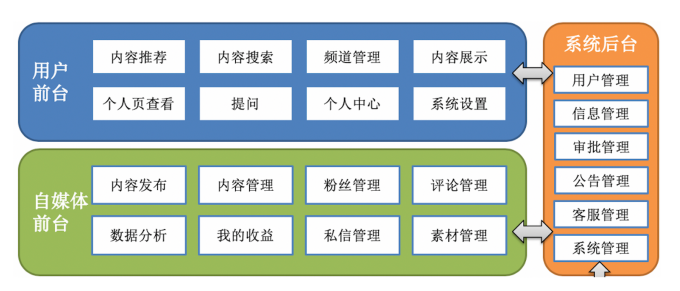 用户
前台
内容推荐 内容搜索 频道管理 内容展示
个人页查看 提问 个人中心 系统设置
自媒体
前台
内容发布 内容管理 粉丝管理 评论管理
数据分析 我的收益 私信管理 素材管理
系统后台
用户管理
信息管理
审批管理
公告管理
客服管理
系统管理